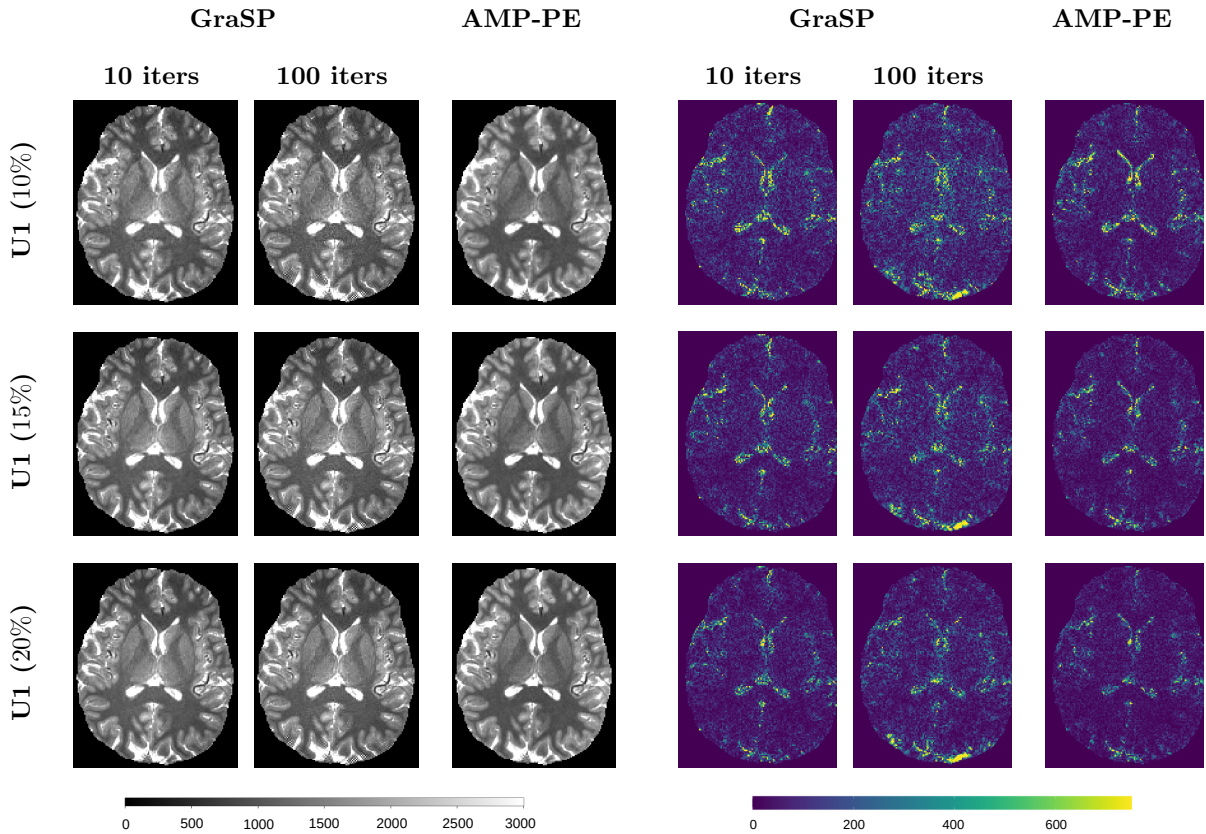 GraSP AMP-PE GraSP AMP-PE
10 iters 100 iters 10 iters 100 iters
U1 (10%)
U1 (15%)
U1 (20%)
0 500 1000 1500 2000 2500 3000 0 200 400 600